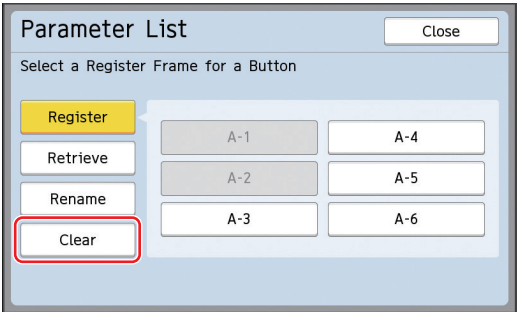 Parameter List
Close
Select a Register Frame for a Button
Register
Retrieve
Rename
Clear
A-1
A-4
A-2
A-5
A-3
A-6